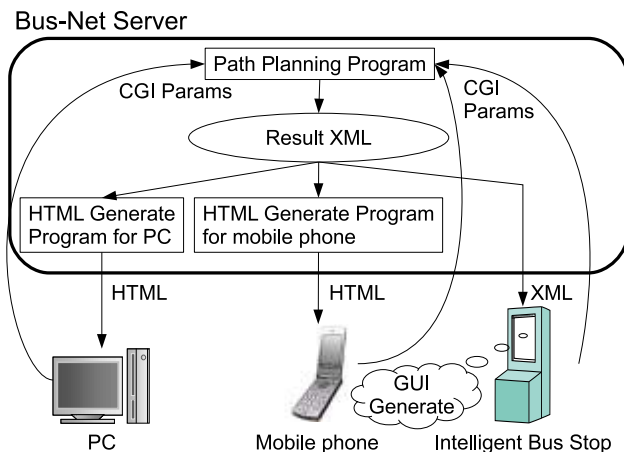 Bus-Net Server
Path Planning Program
CGI Params
CGI
Params
Result XML
HTML Generate
Program for PC
HTML Generate Program
for mobile phone
HTML
HTML
XML
GUI
Generate
PC
Mobile phone
Intelligent Bus Stop